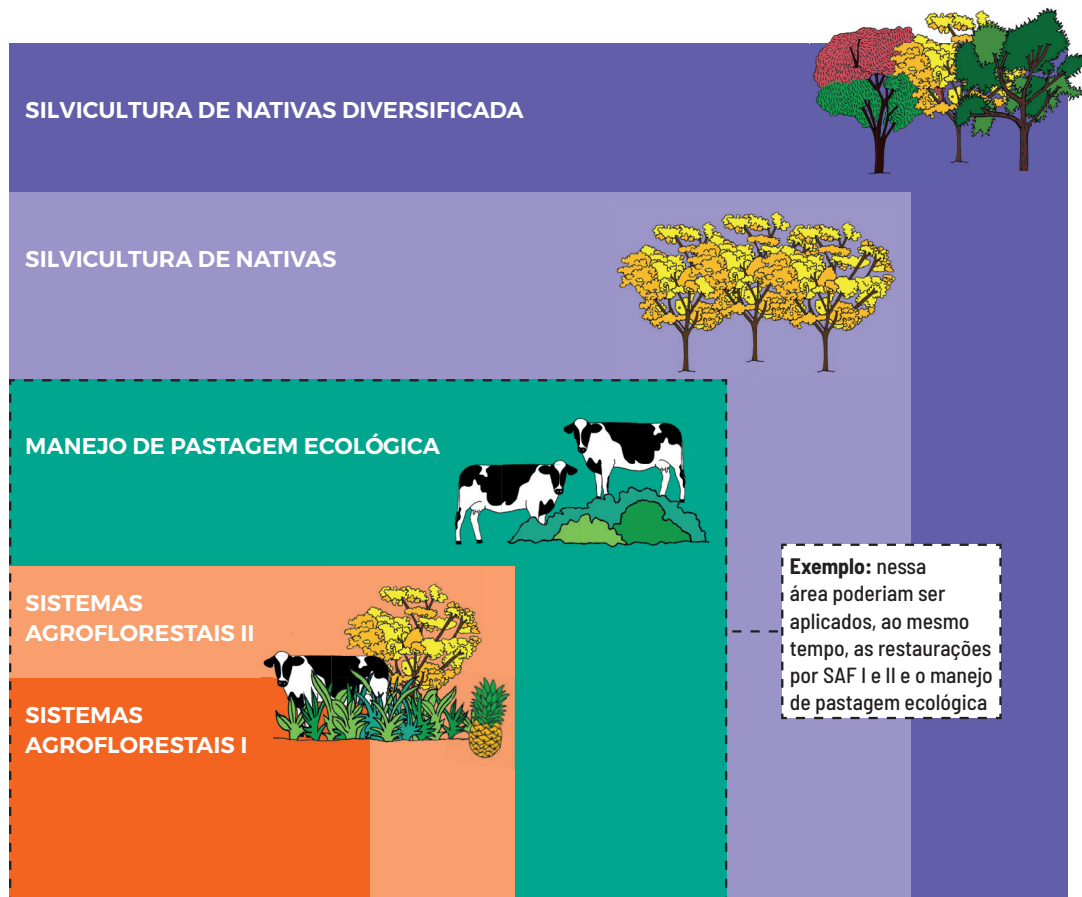 SILVICULTURA DE NATIVAS DIVERSIFICADA
SILVICULTURA DE NATIVAS
MANEJO DE PASTAGEM ECOLÓGICA
SISTEMAS
AGROFLORESTAIS II
SISTEMAS
AGROFLORESTAIS I
Exemplo: nessa
área poderiam ser
aplicados, ao mesmo
tempo, as restaurações
por SAF I e II e o manejo
de pastagem ecológica